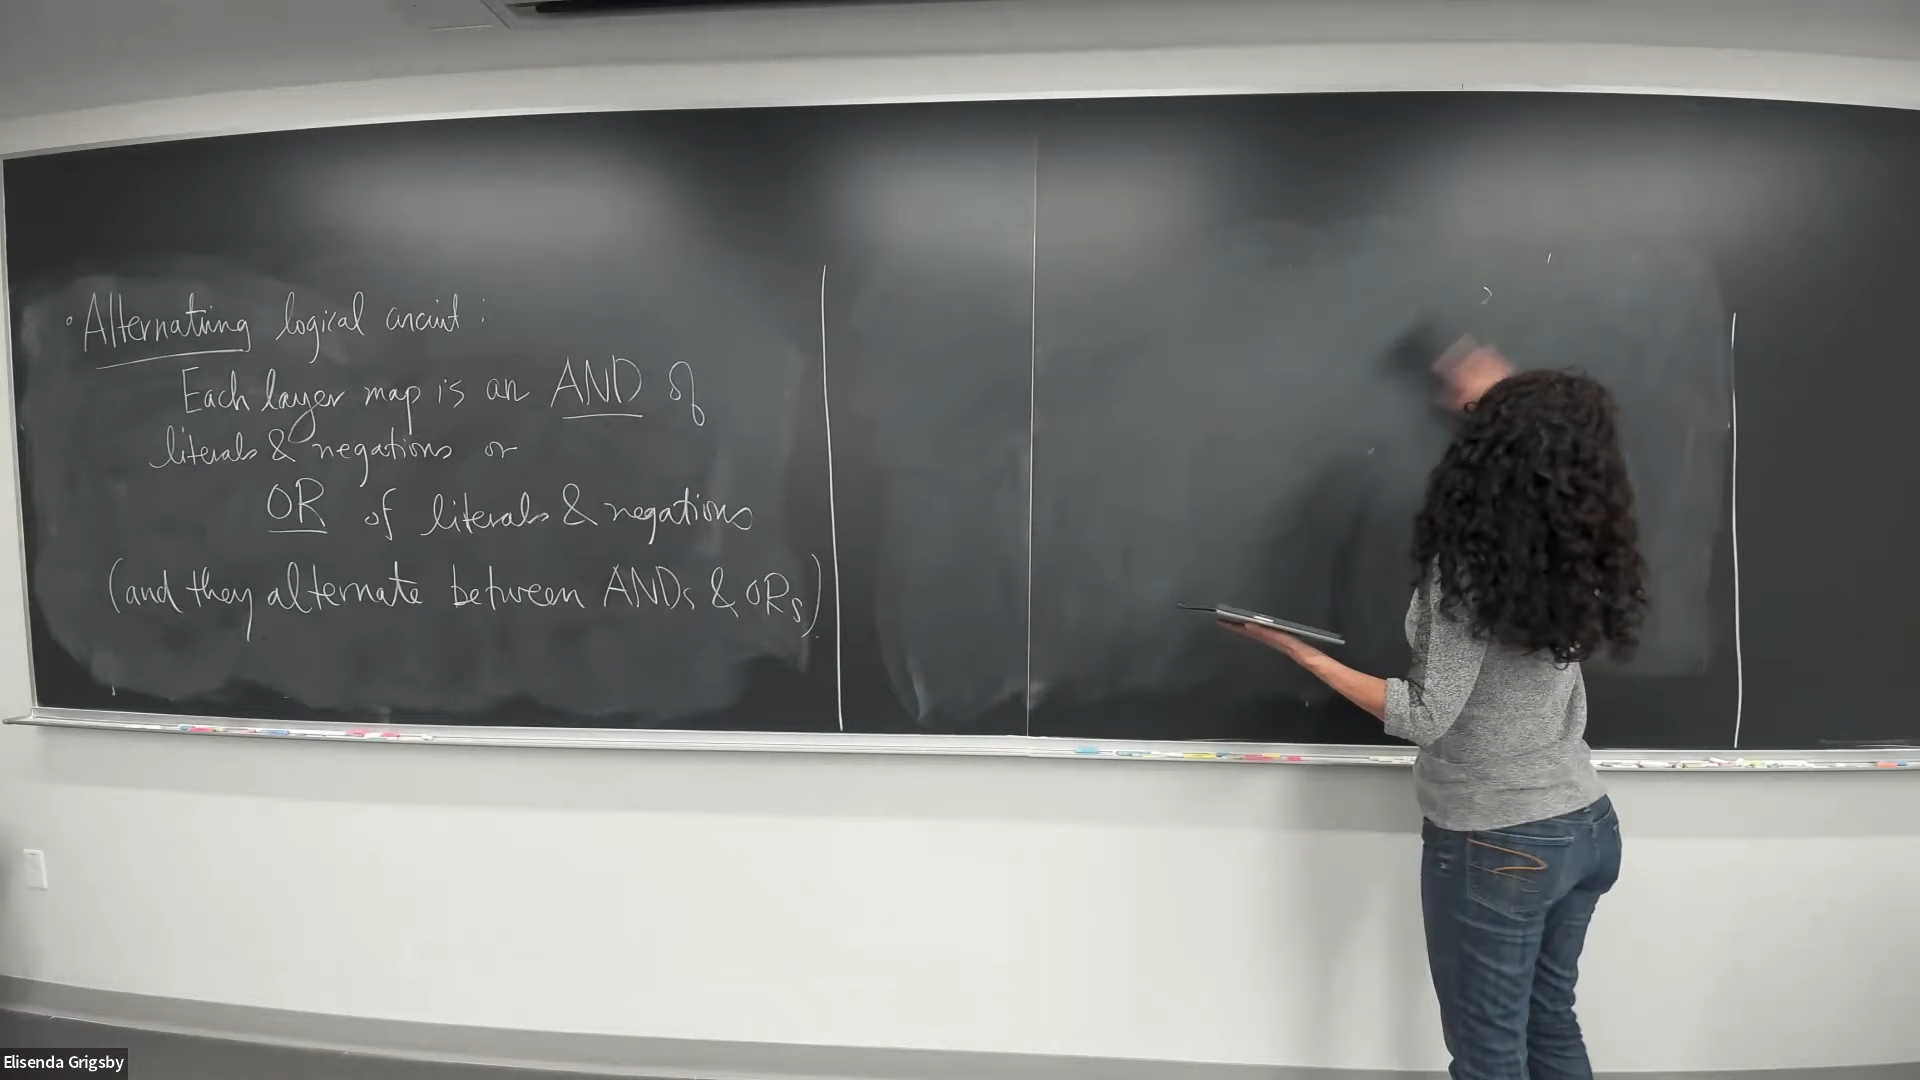 • Alternating logical circuit :
Each layer map is an AND of
literals & negations or
OR of literals & negations
(and they alternate between ANDs & ORs)
Elisenda Grigsby